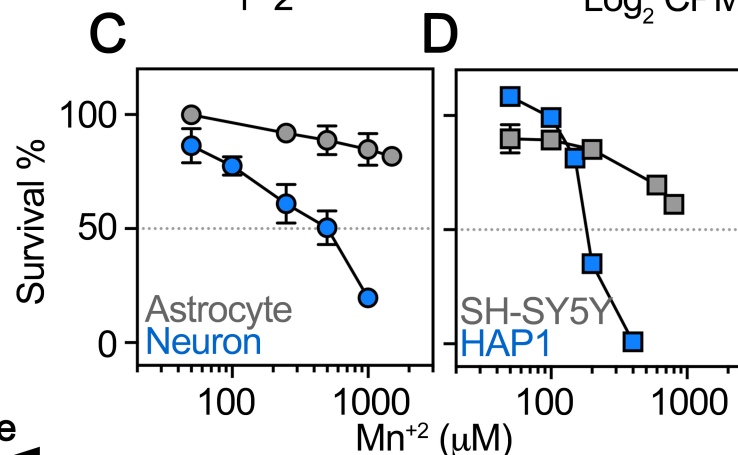 C
D
100
50
0
Survival %
Astrocyte
Neuron
SH-SY5Y
HAP1
100
1000
100
1000
Mn⁺² (μM)
e